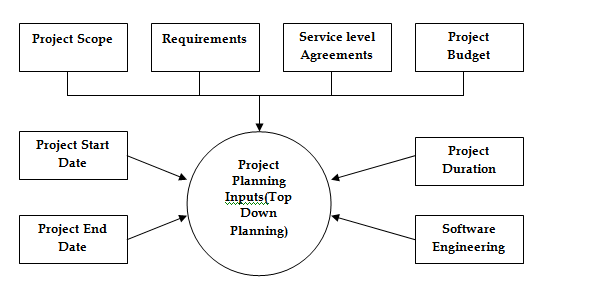 Project Scope
Requirements
Service level
Agreements
Project
Budget
Project Start
Date
Project
Planning
Inputs(Top
Down
Planning)
Project
Duration
Project End
Date
Software
Engineering